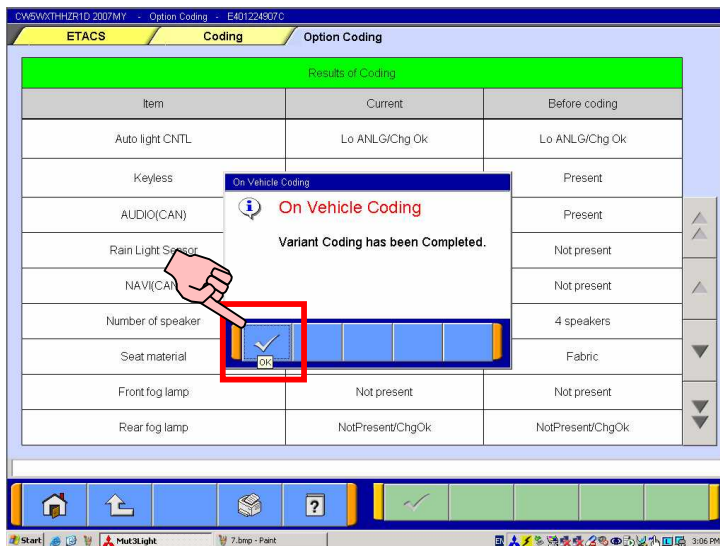 CW5WXTHHZR1D 2007MY - Option Coding - E401224907C
ETACS Coding Option Coding
Results of Coding
Item Current Before coding
Auto light CNTL Lo ANLG/Chg Ok Lo ANLG/Chg Ok
Keyless Present
On Vehicle Coding
AUDIO(CAN) Present
On Vehicle Coding
Variant Coding has been Completed.
Rain Light Sensor Not present
NAVI(CAN Not present
Number of speaker 4 speakers
OK
Seat material Fabric
Front fog lamp Not present Not present
Rear fog lamp NotPresent/ChgOk NotPresent/ChgOk
Start Mut3Light 7.bmp - Paint EN 3:06 PM